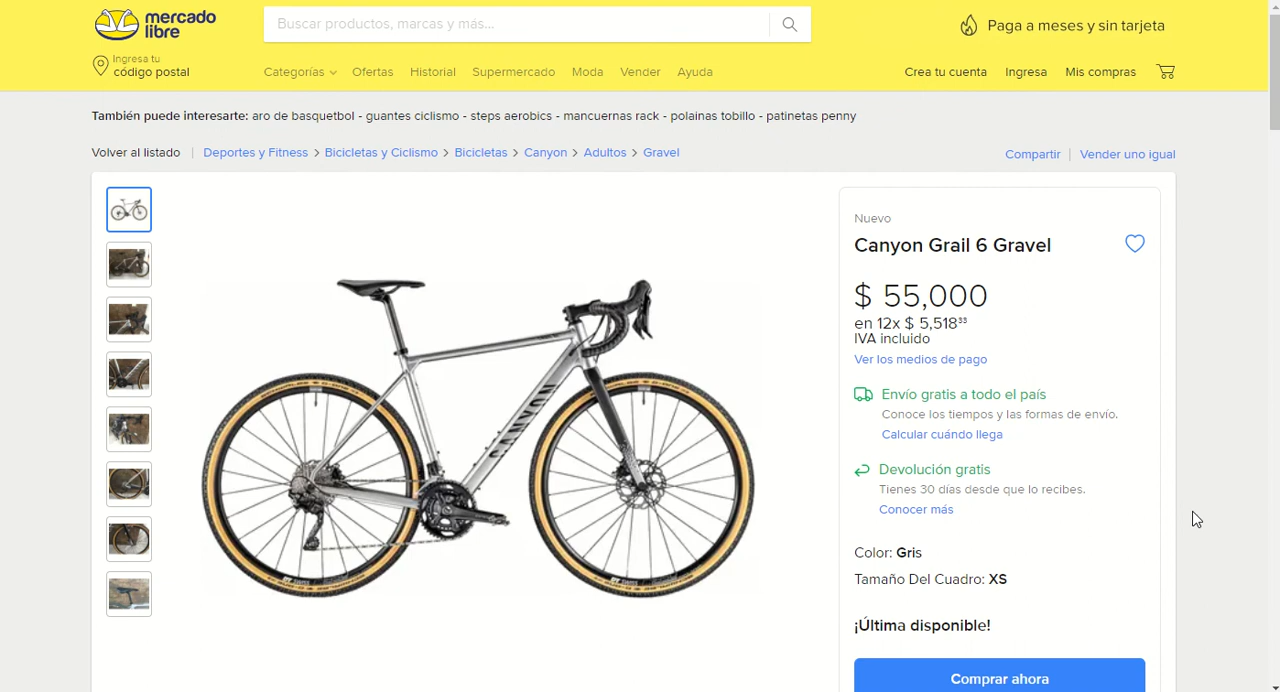 mercado
libre
Buscar productos, marcas y más...
Paga a meses y sin tarjeta
Ingresa tu
código postal
Categorías
Ofertas
Historial
Supermercado
Moda
Vender
Ayuda
Crea tu cuenta
Ingresa
Mis compras
También puede interesarte: aro de basquetbol - guantes ciclismo - steps aerobics - mancuernas rack - polainas tobillo - patinetas penny
Volver al listado | Deportes y Fitness > Bicicletas y Ciclismo > Bicicletas > Canyon > Adultos > Gravel
Compartir | Vender uno igual
CANYON
Nuevo
Canyon Grail 6 Gravel
$ 55,000
en 12x $ 5,518³³
IVA incluido
Ver los medios de pago
Envío gratis a todo el país
Conoce los tiempos y las formas de envío.
Calcular cuándo llega
Devolución gratis
Tienes 30 días desde que lo recibes.
Conocer más
Color: Gris
Tamaño Del Cuadro: XS
¡Última disponible!
Comprar ahora